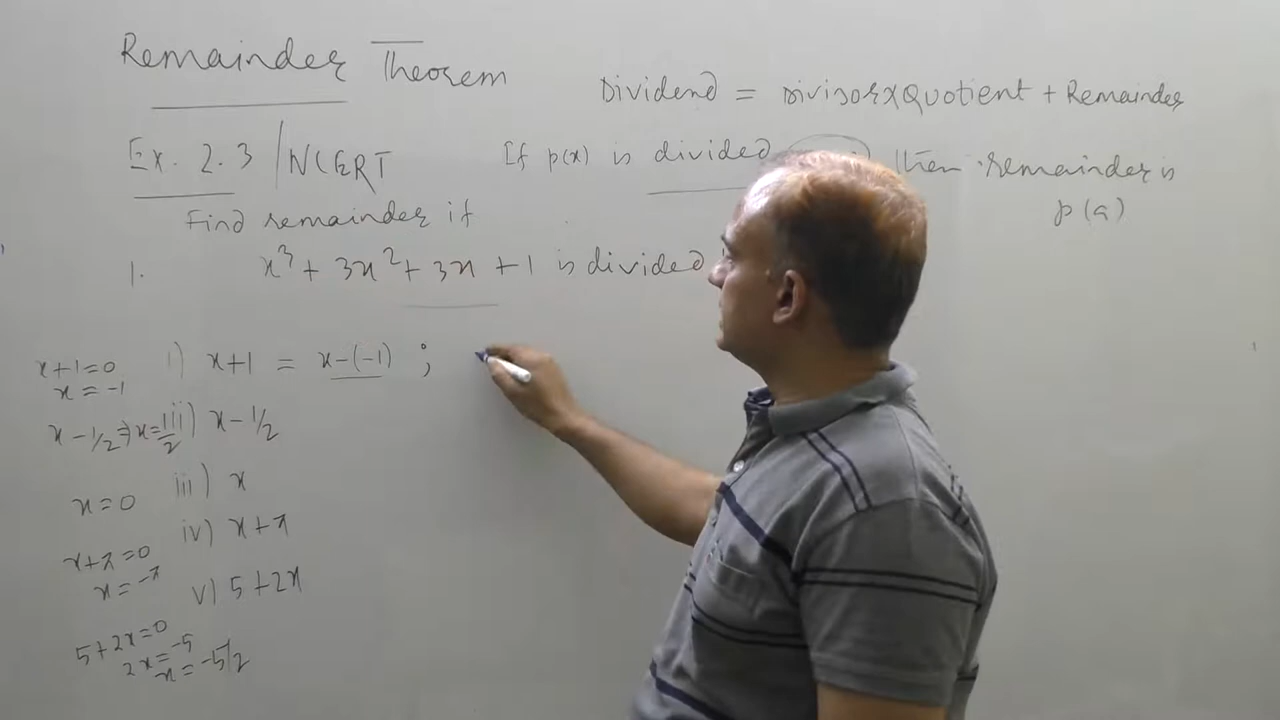 Remainder Theorem
Dividend = Divisor×Quotient + Remainder
Ex. 2.3 / NCERT
If p(x) is divided then remainder is
p(a)
Find remainder if
1. x³ + 3x² + 3x + 1 is divided
x+1=0 i) x+1 = x-(-1) ;
x = -1
x - 1/2 ⇒ x = 1/2 ii) x - 1/2
x = 0 iii) x
x+π=0 iv) x+π
x = -π
v) 5+2x
5+2x=0
2x = -5
x = -5/2